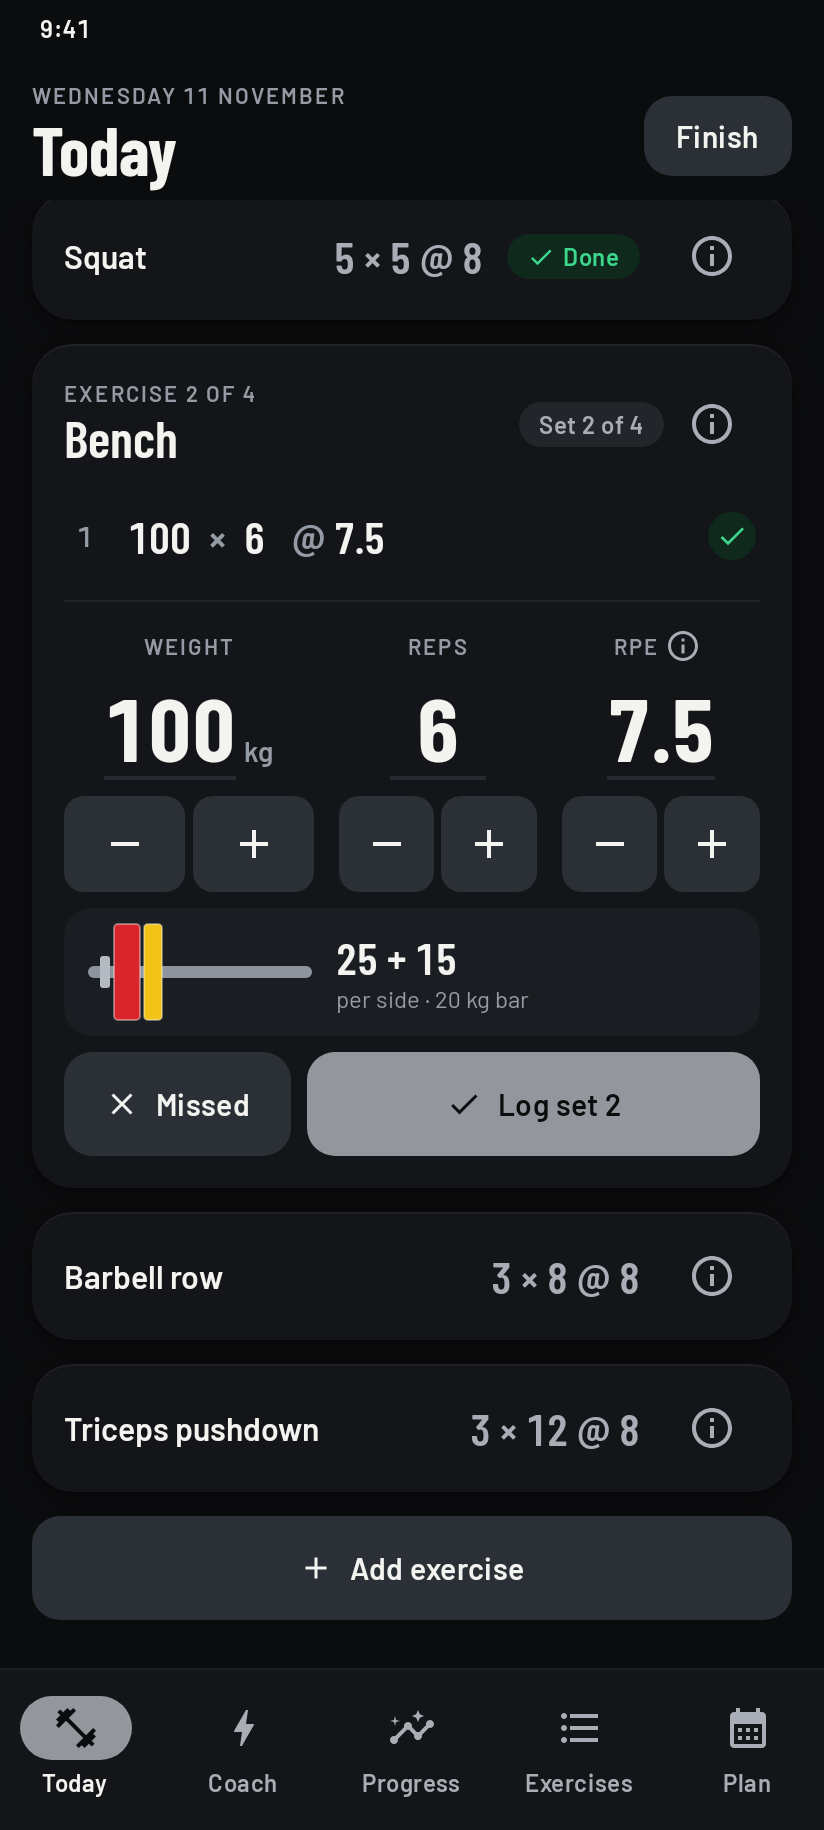 9:41
WEDNESDAY 11 NOVEMBER
Today
Finish
Squat 5 × 5 @ 8 Done
EXERCISE 2 OF 4
Bench
Set 2 of 4
1 100 × 6 @ 7.5
WEIGHT REPS RPE
100 kg 6 7.5
25 + 15
per side · 20 kg bar
Missed Log set 2
Barbell row 3 × 8 @ 8
Triceps pushdown 3 × 12 @ 8
Add exercise
Today Coach Progress Exercises Plan